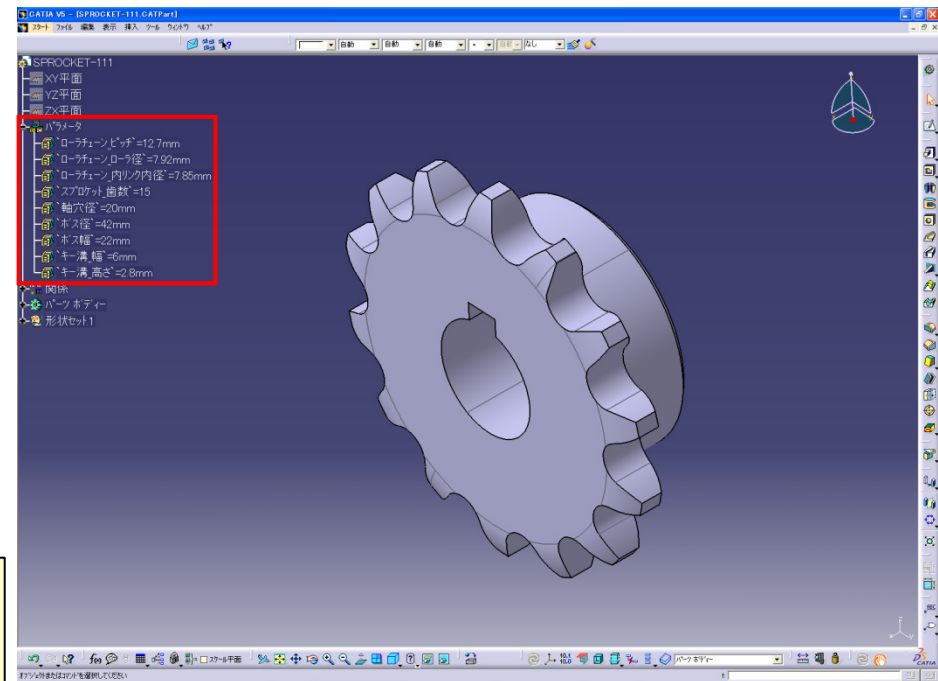 CATIA V5 - [SPROCKET-111.CATPart]
スタート ファイル 編集 表示 挿入 ツール ウィンドウ ヘルプ
自動 自動 自動 なし
SPROCKET-111
XY平面
YZ平面
ZX平面
パラメータ
`ローラチェーン_ピッチ`=12.7mm
`ローラチェーン_ローラ径`=7.92mm
`ローラチェーン_内リンク内径`=7.85mm
`スプロケット_歯数`=15
`軸穴径`=20mm
`ボス径`=42mm
`ボス幅`=22mm
`キー溝_幅`=6mm
`キー溝_高さ`=2.8mm
関係
パーツ ボディー
形状セット.1
スケール平面
パーツ ボディー
CATIA
オブジェクトまたはコマンドを選択してください